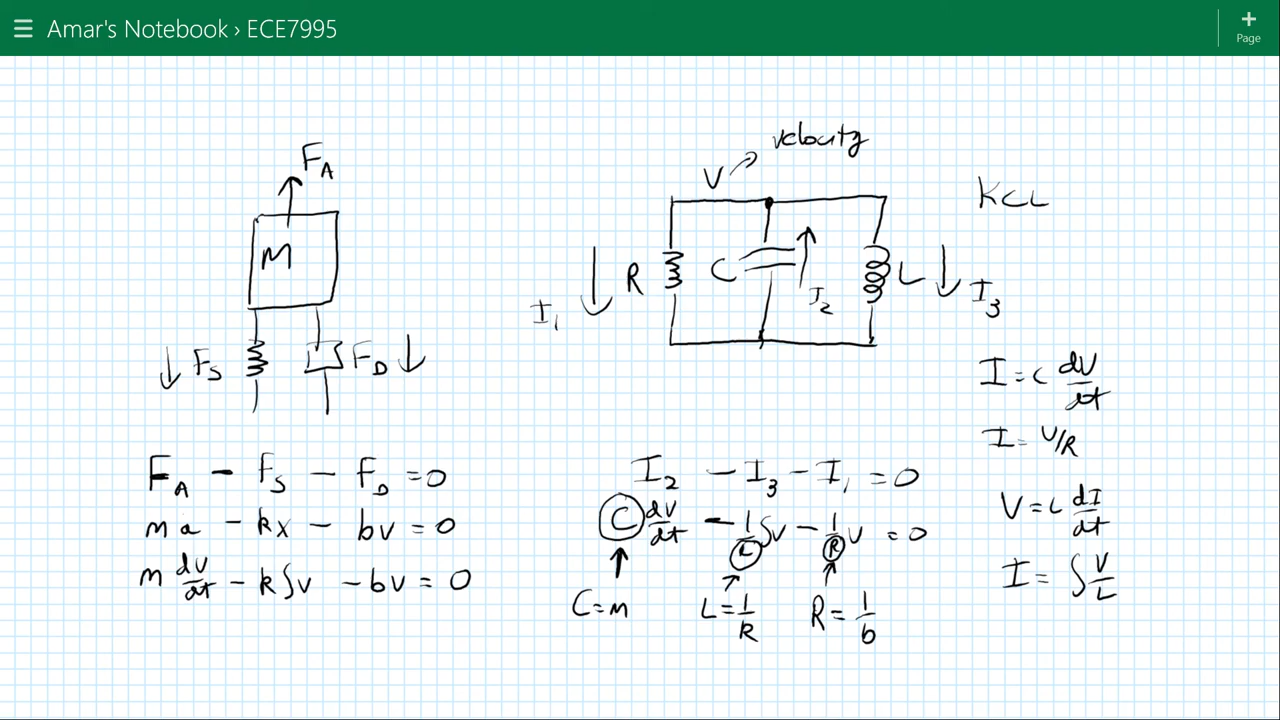 Amar's Notebook › ECE7995
Page
F_A
M
F_S
F_D
F_A - F_S - F_D = 0
ma - kx - bv = 0
m dv/dt - k∫v - bv = 0
velocity
V
R
C
L
I_1
I_2
I_3
I_2 - I_3 - I_1 = 0
C dv/dt - 1/L ∫v - 1/R v = 0
C = m
L = 1/k
R = 1/b
KCL
I = C dV/dt
I = V/R
V = L dI/dt
I = ∫ V/L